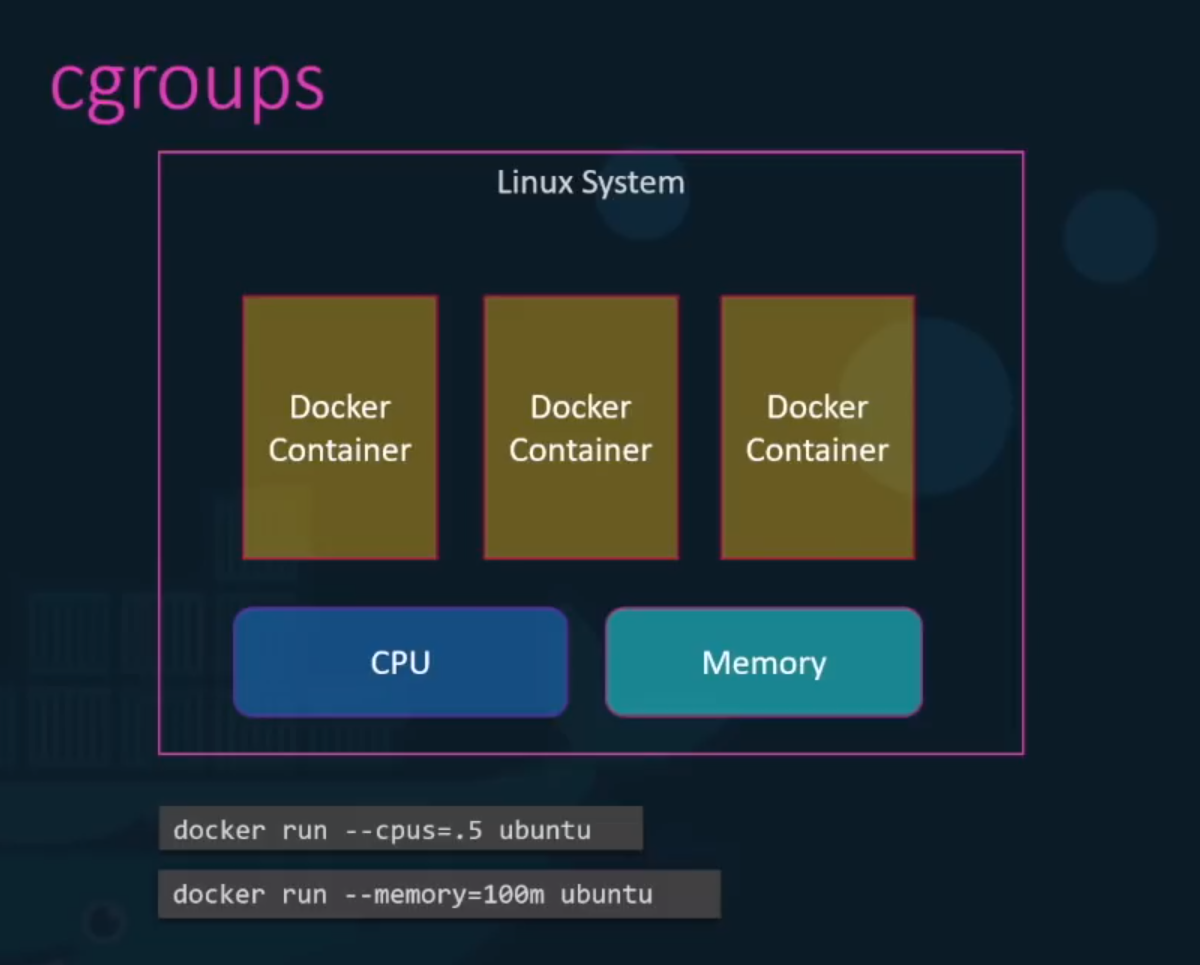 cgroups
Linux System
Docker
Container
Docker
Container
Docker
Container
CPU
Memory
docker run --cpus=.5 ubuntu
docker run --memory=100m ubuntu